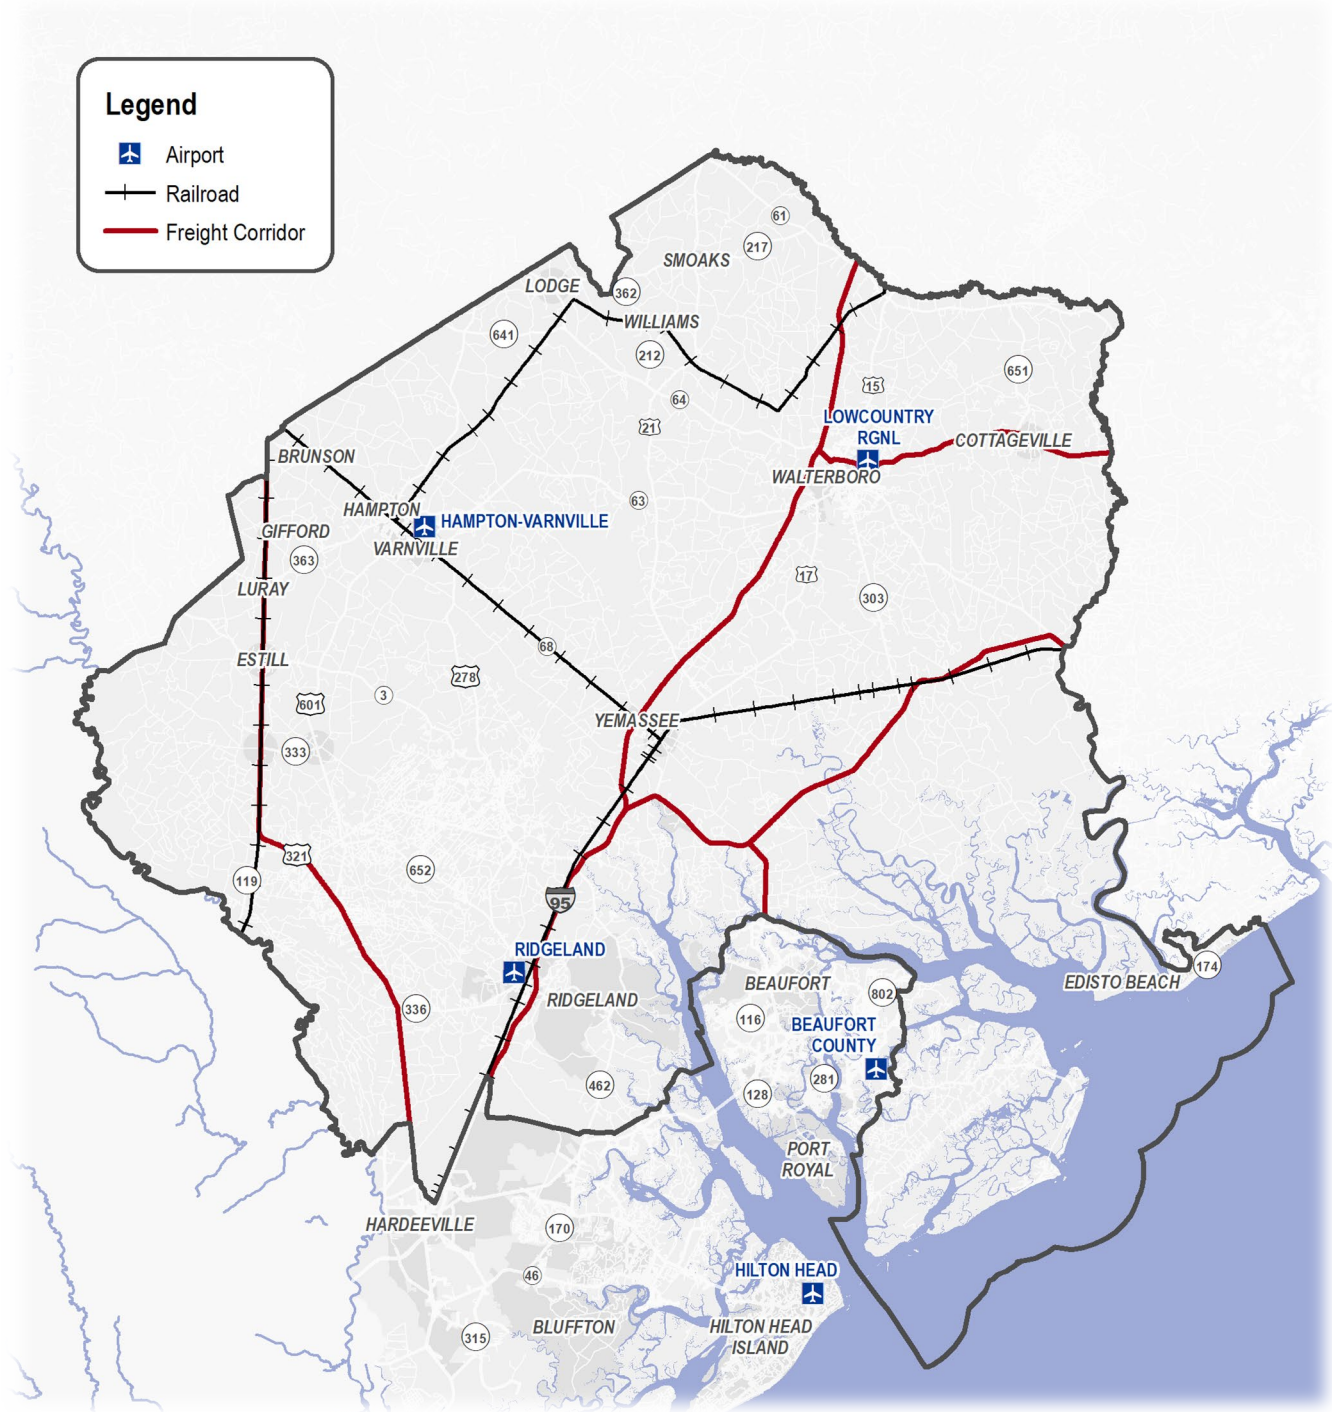 Legend
Airport
Railroad
Freight Corridor
61
217
SMOAKS
LODGE
362
641
WILLIAMS
212
651
15
64
LOWCOUNTRY
RGNL
21
COTTAGEVILLE
BRUNSON
WALTERBORO
63
HAMPTON
HAMPTON-VARNVILLE
GIFFORD
VARNVILLE
363
17
LURAY
303
68
ESTILL
278
3
601
YEMASSEE
333
321
652
119
95
RIDGELAND
174
EDISTO BEACH
BEAUFORT
802
RIDGELAND
336
116
BEAUFORT
COUNTY
281
462
128
PORT
ROYAL
HARDEEVILLE
170
HILTON HEAD
46
BLUFFTON
HILTON HEAD
ISLAND
315